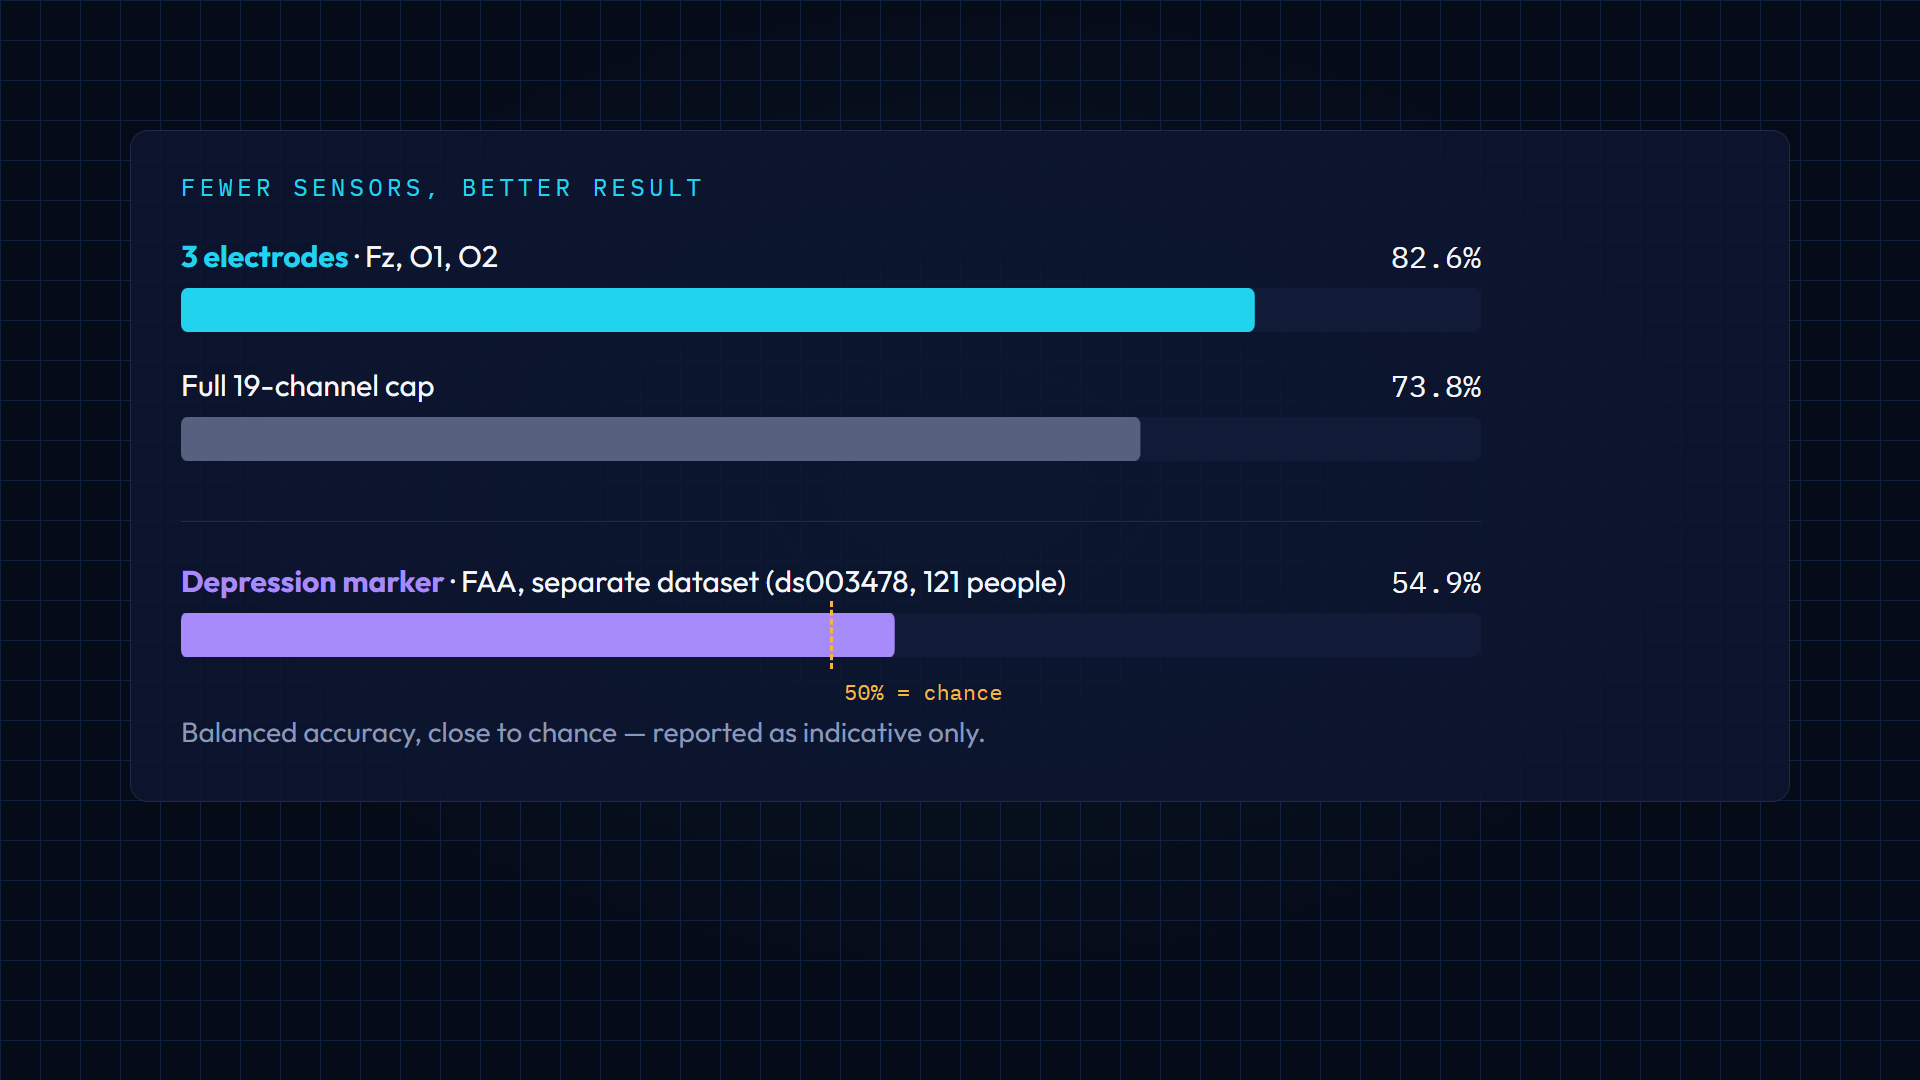 FEWER SENSORS, BETTER RESULT
3 electrodes · Fz, O1, O2 82.6%
Full 19-channel cap 73.8%
Depression marker · FAA, separate dataset (ds003478, 121 people) 54.9%
50% = chance
Balanced accuracy, close to chance — reported as indicative only.